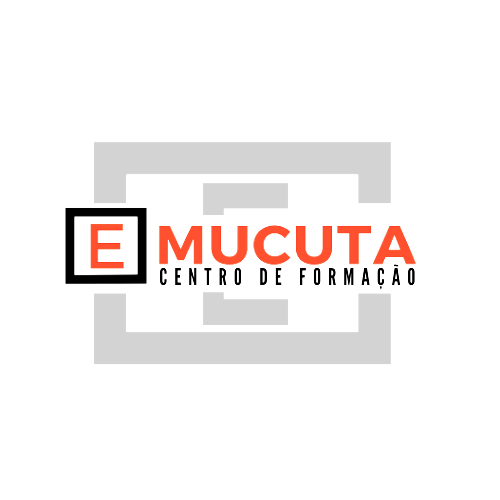 E MUCUTA
CENTRO DE FORMAÇÃO